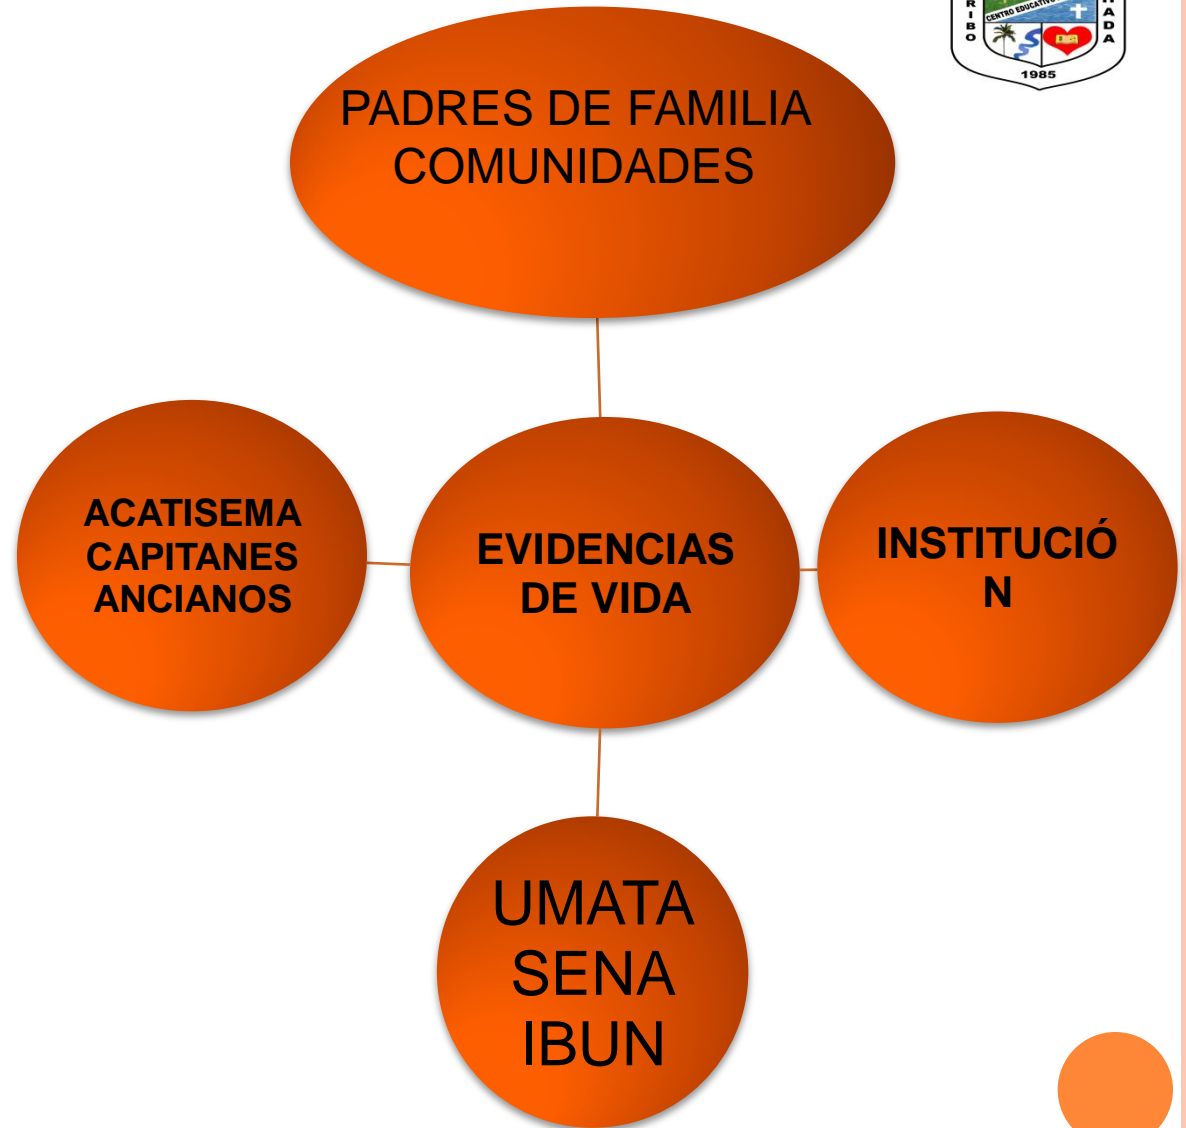 CENTRO EDUCATIVO
1985
PADRES DE FAMILIA
COMUNIDADES
ACATISEMA
CAPITANES
ANCIANOS
EVIDENCIAS
DE VIDA
INSTITUCIÓ
N
UMATA
SENA
IBUN